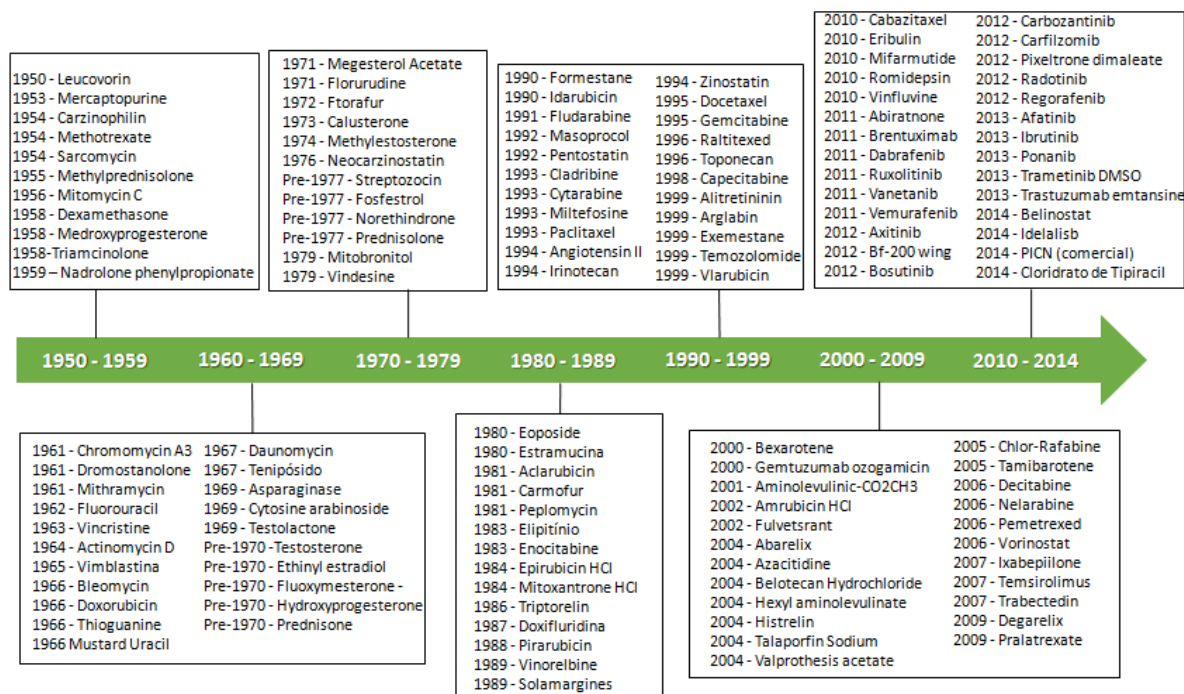 1950 - Leucovorin
1953 - Mercaptopurine
1954 - Carzinophilin
1954 - Methotrexate
1954 - Sarcomycin
1955 - Methylprednisolone
1956 - Mitomycin C
1958 - Dexamethasone
1958 - Medroxyprogesterone
1958-Triamcinolone
1959 – Nadrolone phenylpropionate
1971 - Megesterol Acetate
1971 - Florurudine
1972 - Ftorafur
1973 - Calusterone
1974 - Methylestosterone
1976 - Neocarzinostatin
Pre-1977 - Streptozocin
Pre-1977 - Fosfestrol
Pre-1977 - Norethindrone
Pre-1977 - Prednisolone
1979 - Mitobronitol
1979 - Vindesine
1990 - Formestane
1990 - Idarubicin
1991 - Fludarabine
1992 - Masoprocol
1992 - Pentostatin
1993 - Cladribine
1993 - Cytarabine
1993 - Miltefosine
1993 - Paclitaxel
1994 - Angiotensin II
1994 - Irinotecan
1994 - Zinostatin
1995 - Docetaxel
1995 - Gemcitabine
1996 - Raltitexed
1996 - Toponecan
1998 - Capecitabine
1999 - Alitretininin
1999 - Arglabin
1999 - Exemestane
1999 - Temozolomide
1999 - Vlarubicin
2010 - Cabazitaxel
2010 - Eribulin
2010 - Mifarmutide
2010 - Romidepsin
2010 - Vinfluvine
2011 - Abiratnone
2011 - Brentuximab
2011 - Dabrafenib
2011 - Ruxolitinib
2011 - Vanetanib
2011 - Vemurafenib
2012 - Axitinib
2012 - Bf-200 wing
2012 - Bosutinib
2012 - Carbozantinib
2012 - Carfilzomib
2012 - Pixeltrone dimaleate
2012 - Radotinib
2012 - Regorafenib
2013 - Afatinib
2013 - Ibrutinib
2013 - Ponanib
2013 - Trametinib DMSO
2013 - Trastuzumab emtansine
2014 - Belinostat
2014 - Idelalisb
2014 - PICN (comercial)
2014 - Cloridrato de Tipiracil
1950 - 1959
1960 - 1969
1970 - 1979
1980 - 1989
1990 - 1999
2000 - 2009
2010 - 2014
1961 - Chromomycin A3
1961 - Dromostanolone
1961 - Mithramycin
1962 - Fluorouracil
1963 - Vincristine
1964 - Actinomycin D
1965 - Vimblastina
1966 - Bleomycin
1966 - Doxorubicin
1966 - Thioguanine
1966 Mustard Uracil
1967 - Daunomycin
1967 - Tenipósido
1969 - Asparaginase
1969 - Cytosine arabinoside
1969 - Testolactone
Pre-1970 -Testosterone
Pre-1970 - Ethinyl estradiol
Pre-1970 - Fluoxymesterone -
Pre-1970 - Hydroxyprogesterone
Pre-1970 - Prednisone
1980 - Eoposide
1980 - Estramucina
1981 - Aclarubicin
1981 - Carmofur
1981 - Peplomycin
1983 - Elipitínio
1983 - Enocitabine
1984 - Epirubicin HCl
1984 - Mitoxantrone HCl
1986 - Triptorelin
1987 - Doxifluridina
1988 - Pirarubicin
1989 - Vinorelbine
1989 - Solamargines
2000 - Bexarotene
2000 - Gemtuzumab ozogamicin
2001 - Aminolevulinic-CO2CH3
2002 - Amrubicin HCl
2002 - Fulvetsrant
2004 - Abarelix
2004 - Azacitidine
2004 - Belotecan Hydrochloride
2004 - Hexyl aminolevulinate
2004 - Histrelin
2004 - Talaporfin Sodium
2004 - Valprothesis acetate
2005 - Chlor-Rafabine
2005 - Tamibarotene
2006 - Decitabine
2006 - Nelarabine
2006 - Pemetrexed
2006 - Vorinostat
2007 - Ixabepiilone
2007 - Temsirolimus
2007 - Trabectedin
2009 - Degarelix
2009 - Pralatrexate